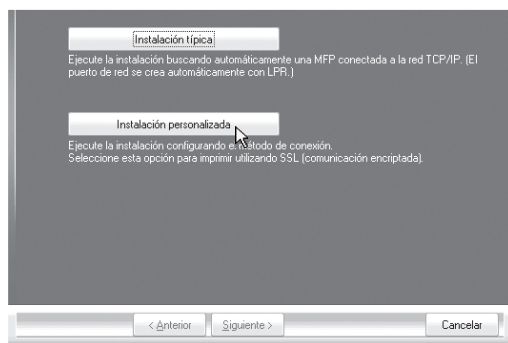 Instalación típica
Ejecute la instalación buscando automáticamente una MFP conectada a la red TCP/IP. (El
puerto de red se crea automáticamente con LPR.)
Instalación personalizada
Ejecute la instalación configurando el método de conexión.
Seleccione esta opción para imprimir utilizando SSL (comunicación encriptada).
< Anterior
Siguiente >
Cancelar